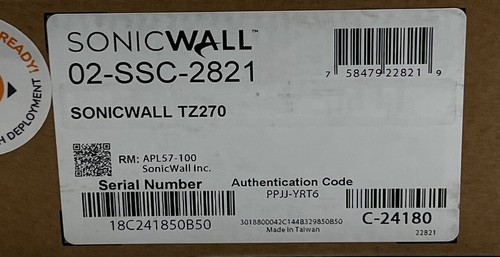 READY!
DEPLOYMENT
SONICWALL™
02-SSC-2821
7 58479 22821 9
SONICWALL TZ270
RM: APL57-100
SonicWall Inc.
Serial Number
18C241850B50
Authentication Code
PPJJ-YRT6
3018800042C144B329850B50
Made in Taiwan
C-24180
22821